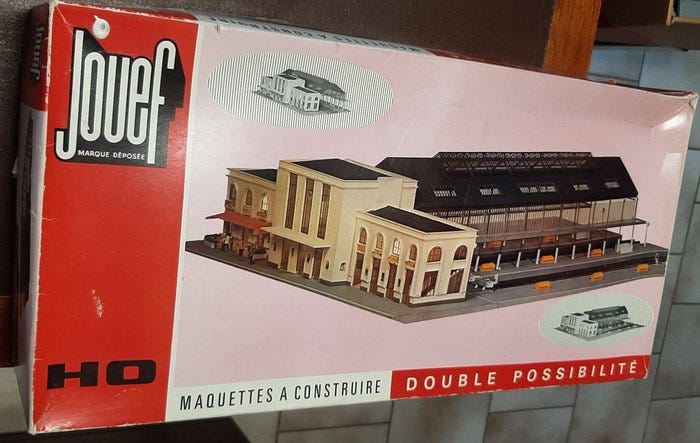 Jouef
MARQUE DÉPOSÉE
HO
MAQUETTES A CONSTRUIRE
DOUBLE POSSIBILITÉ